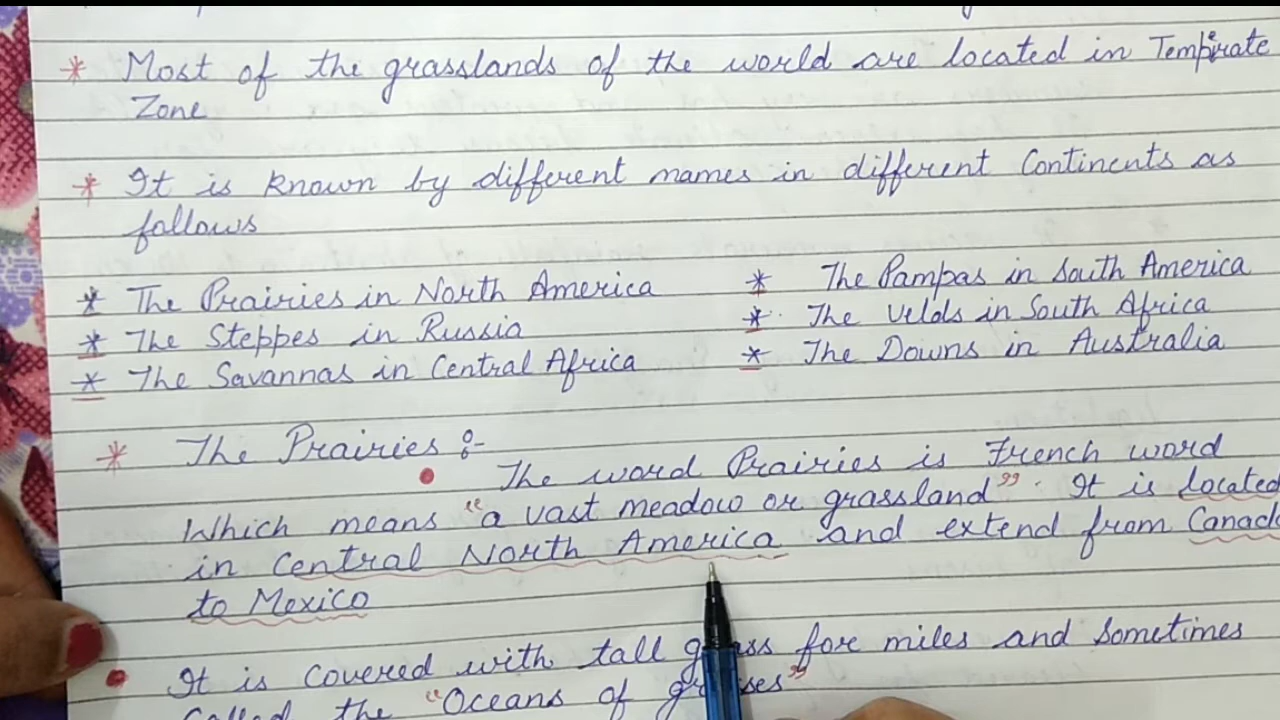 * Most of the grasslands of the world are located in Temprate
Zone
* It is known by different names in different Continents as
follows
* The Prairies in North America * The Pampas in South America
* The Steppes in Russia * The Velds in South Africa
* The Savannas in Central Africa * The Downs in Australia
* The Prairies :-
• The word Prairies is French word
Which means "a vast meadow or grassland". It is located
in Central North America and extend from Canada
to Mexico
• It is covered with tall grass for miles and Sometimes
Called the "Oceans of grasses"